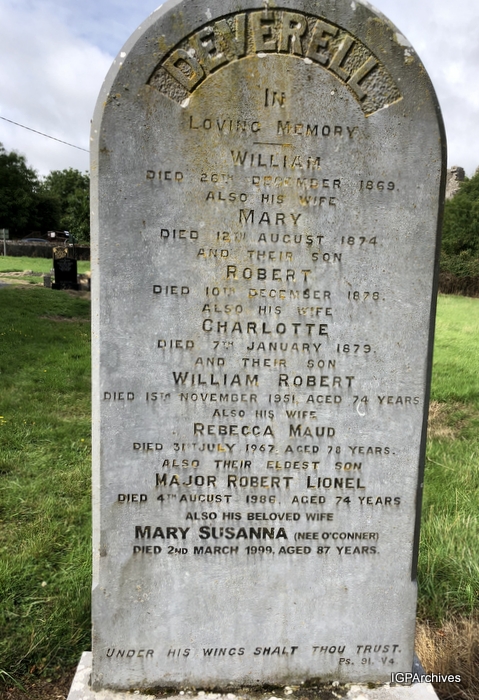 DEVERELL
IN
LOVING MEMORY
WILLIAM
DIED 26TH DECEMBER 1869.
ALSO HIS WIFE
MARY
DIED 12TH AUGUST 1874.
AND THEIR SON
ROBERT
DIED 10TH DECEMBER 1878.
ALSO HIS WIFE
CHARLOTTE
DIED 7TH JANUARY 1879.
AND THEIR SON
WILLIAM ROBERT
DIED 15TH NOVEMBER 1951, AGED 74 YEARS
ALSO HIS WIFE
REBECCA MAUD
DIED 31ST JULY 1967, AGED 78 YEARS.
ALSO THEIR ELDEST SON
MAJOR ROBERT LIONEL
DIED 4TH AUGUST 1986, AGED 74 YEARS
ALSO HIS BELOVED WIFE
MARY SUSANNA (NEE O'CONNER)
DIED 2ND MARCH 1999, AGED 87 YEARS.
UNDER HIS WINGS SHALT THOU TRUST.
PS. 91. V4.
IGPArchives